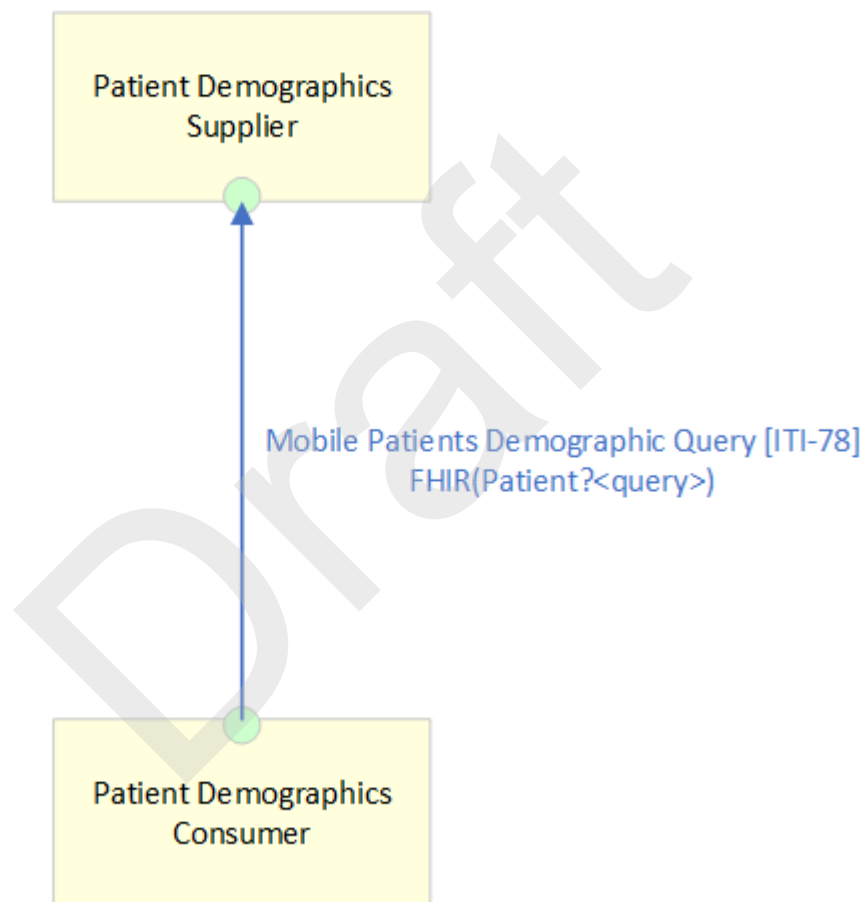 Patient Demographics
Supplier
Mobile Patients Demographic Query [ITI-78]
FHIR(Patient?<query>)
Draft
Patient Demographics
Consumer